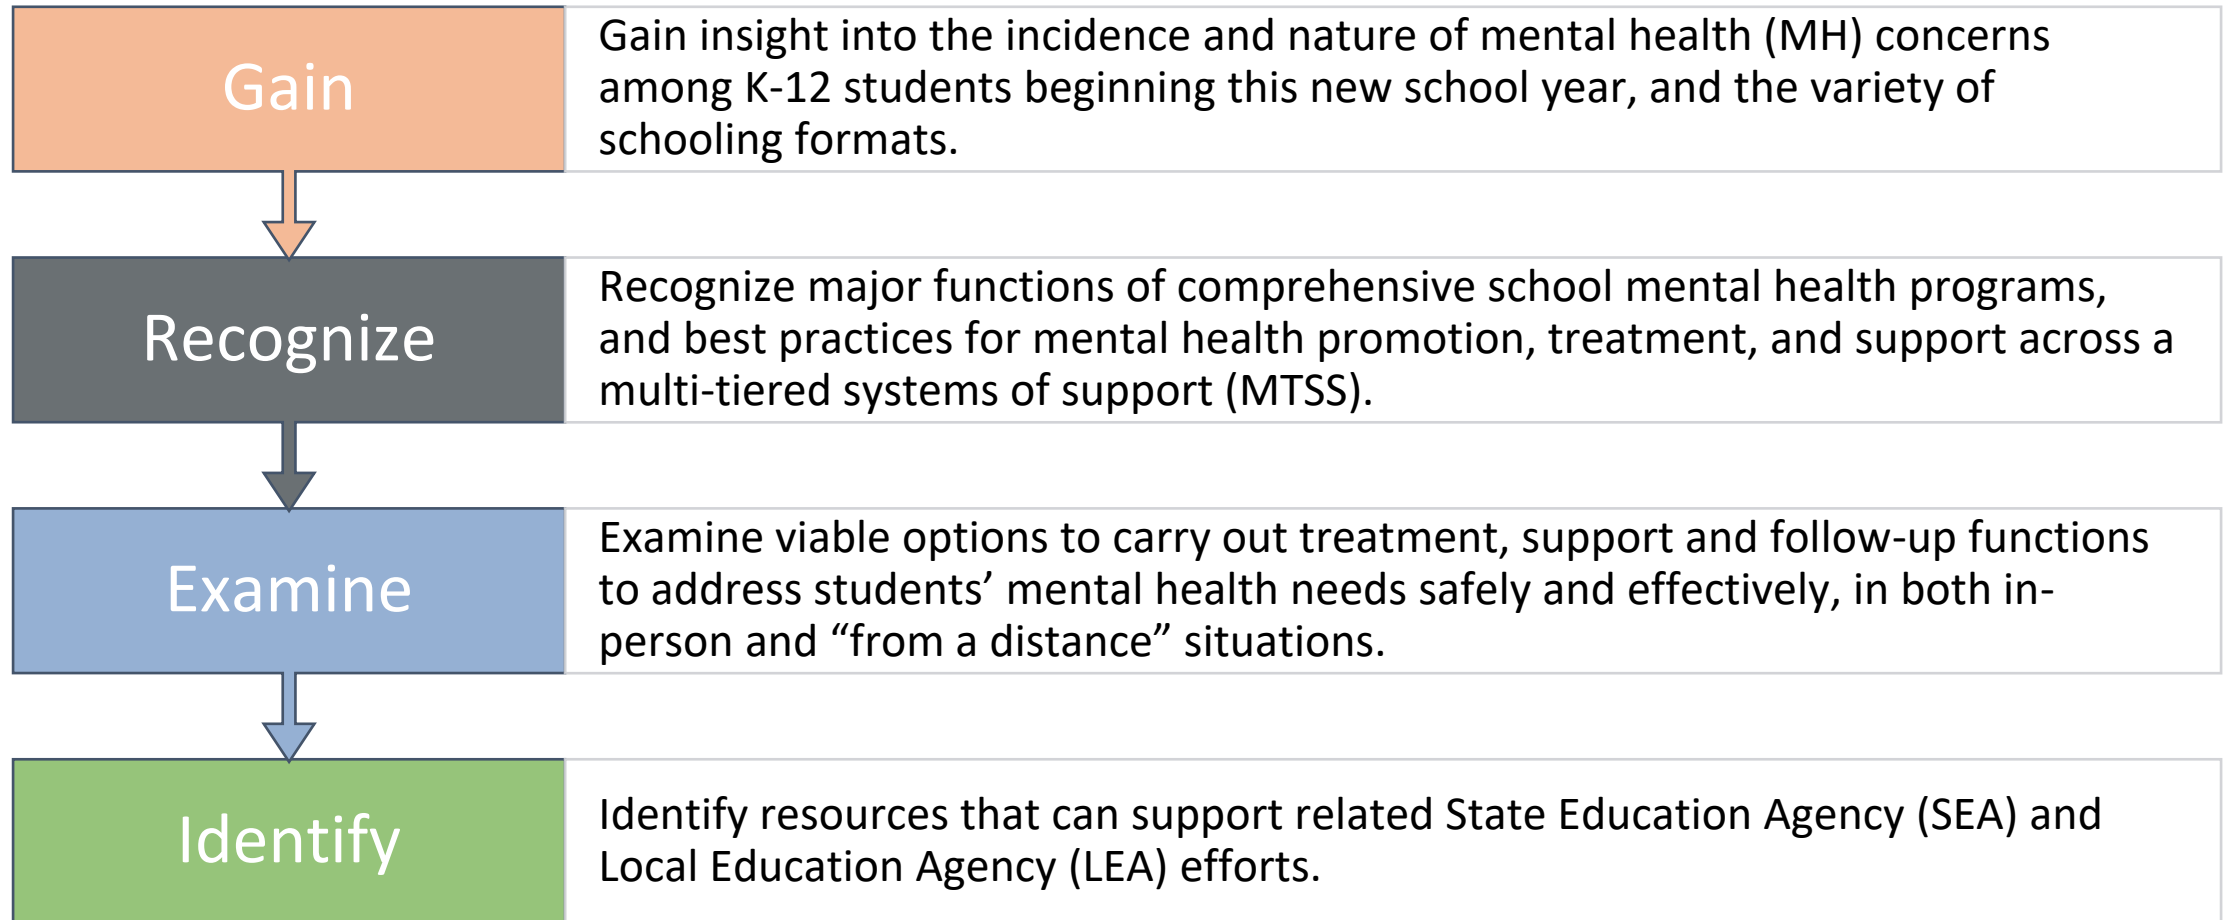 Gain
Gain insight into the incidence and nature of mental health (MH) concerns
among K-12 students beginning this new school year, and the variety of
schooling formats.
Recognize
Recognize major functions of comprehensive school mental health programs,
and best practices for mental health promotion, treatment, and support across a
multi-tiered systems of support (MTSS).
Examine
Examine viable options to carry out treatment, support and follow-up functions
to address students’ mental health needs safely and effectively, in both in-
person and “from a distance” situations.
Identify
Identify resources that can support related State Education Agency (SEA) and
Local Education Agency (LEA) efforts.